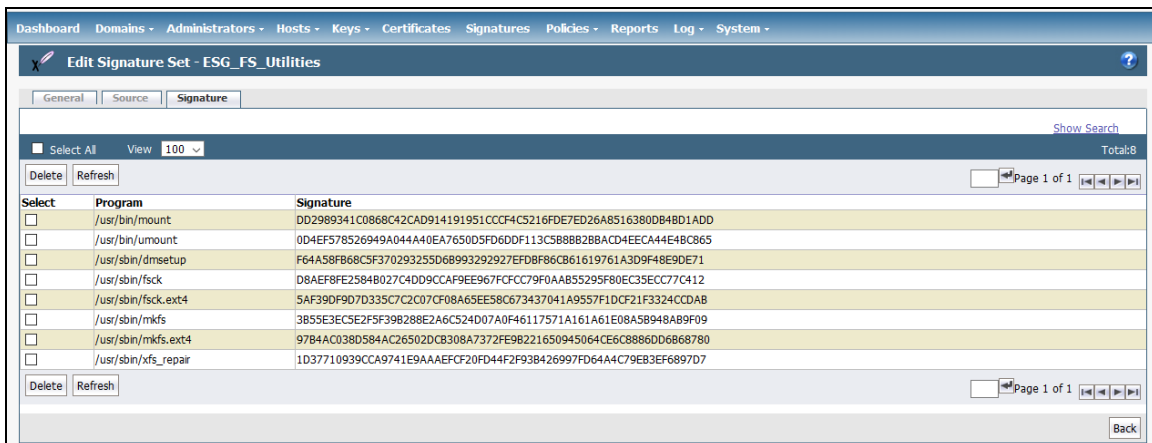 Dashboard Domains Administrators Hosts Keys Certificates Signatures Policies Reports Log System
Edit Signature Set - ESG_FS_Utilities ?
General Source Signature
Show Search
Select All View 100 Total:8
Delete Refresh Page 1 of 1
Select Program Signature
/usr/bin/mount DD2989341C0868C42CAD914191951CCCF4C5216FDE7ED26A8516380DB4BD1ADD
/usr/bin/umount 0D4EF578526949A044A40EA7650D5FD6DDF113C5B8BB2BBACD4EECA44E4BC865
/usr/sbin/dmsetup F64A58FB68C5F370293255D6B993292927EFDBF86CB61619761A3D9F48E9DE71
/usr/sbin/fsck D8AEF8FE2584B027C4DD9CCAF9EE967FCFCC79F0AAB55295F80EC35ECC77C412
/usr/sbin/fsck.ext4 5AF39DF9D7D335C7C2C07CF08A65EE58C673437041A9557F1DCF21F3324CCDAB
/usr/sbin/mkfs 3B55E3EC5E2F5F39B288E2A6C524D07A0F46117571A161A61E08A5B948AB9F09
/usr/sbin/mkfs.ext4 97B4AC038D584AC26502DCB308A7372FE9B221650945064CE6C8886DD6B68780
/usr/sbin/xfs_repair 1D37710939CCA9741E9AAAEFCF20FD44F2F93B426997FD64A4C79EB3EF6897D7
Delete Refresh Page 1 of 1
Back